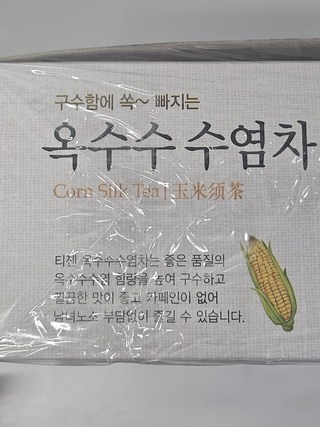 구수함에 쏙~ 빠지는
옥수수 수염차
Corn Silk Tea | 玉米须茶
티젠 옥수수수염차는 좋은 품질의
옥수수수염 함량을 높여 구수하고
깔끔한 맛이 좋고 카페인이 없어
남녀노소 부담없이 즐길 수 있습니다.